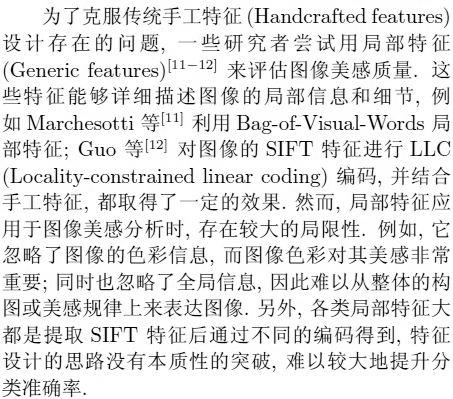 为了克服传统手工特征 (Handcrafted features)
设计存在的问题, 一些研究者尝试用局部特征
(Generic features)[11−12] 来评估图像美感质量. 这
些特征能够详细描述图像的局部信息和细节, 例
如 Marchesotti 等[11] 利用 Bag-of-Visual-Words 局
部特征; Guo 等[12] 对图像的 SIFT 特征进行 LLC
(Locality-constrained linear coding) 编码, 并结合
手工特征, 都取得了一定的效果. 然而, 局部特征应
用于图像美感分析时, 存在较大的局限性. 例如, 它
忽略了图像的色彩信息, 而图像色彩对其美感非常
重要; 同时也忽略了全局信息, 因此难以从整体的构
图或美感规律上来表达图像. 另外, 各类局部特征大
都是提取 SIFT 特征后通过不同的编码得到, 特征
设计的思路没有本质性的突破, 难以较大地提升分
类准确率.